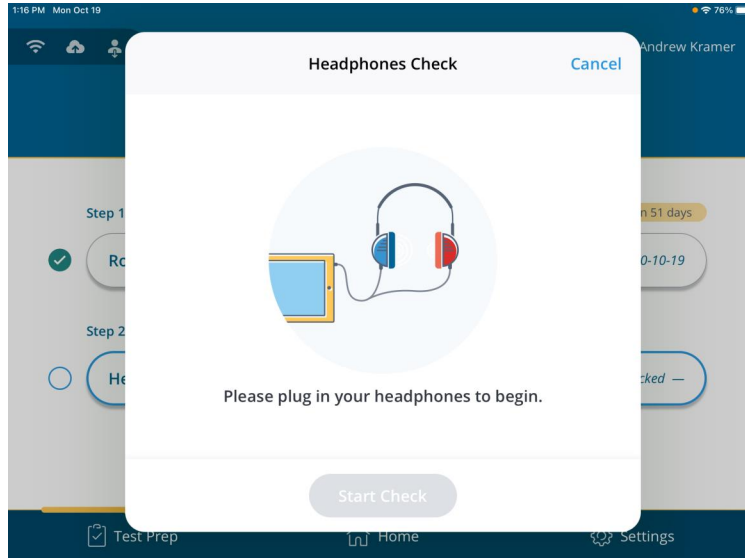 1:16 PM Mon Oct 19
76%
Andrew Kramer
Headphones Check
Cancel
Step 1
n 51 days
Ro
0-10-19
Step 2
He
cked —
Please plug in your headphones to begin.
Start Check
Test Prep
Home
Settings